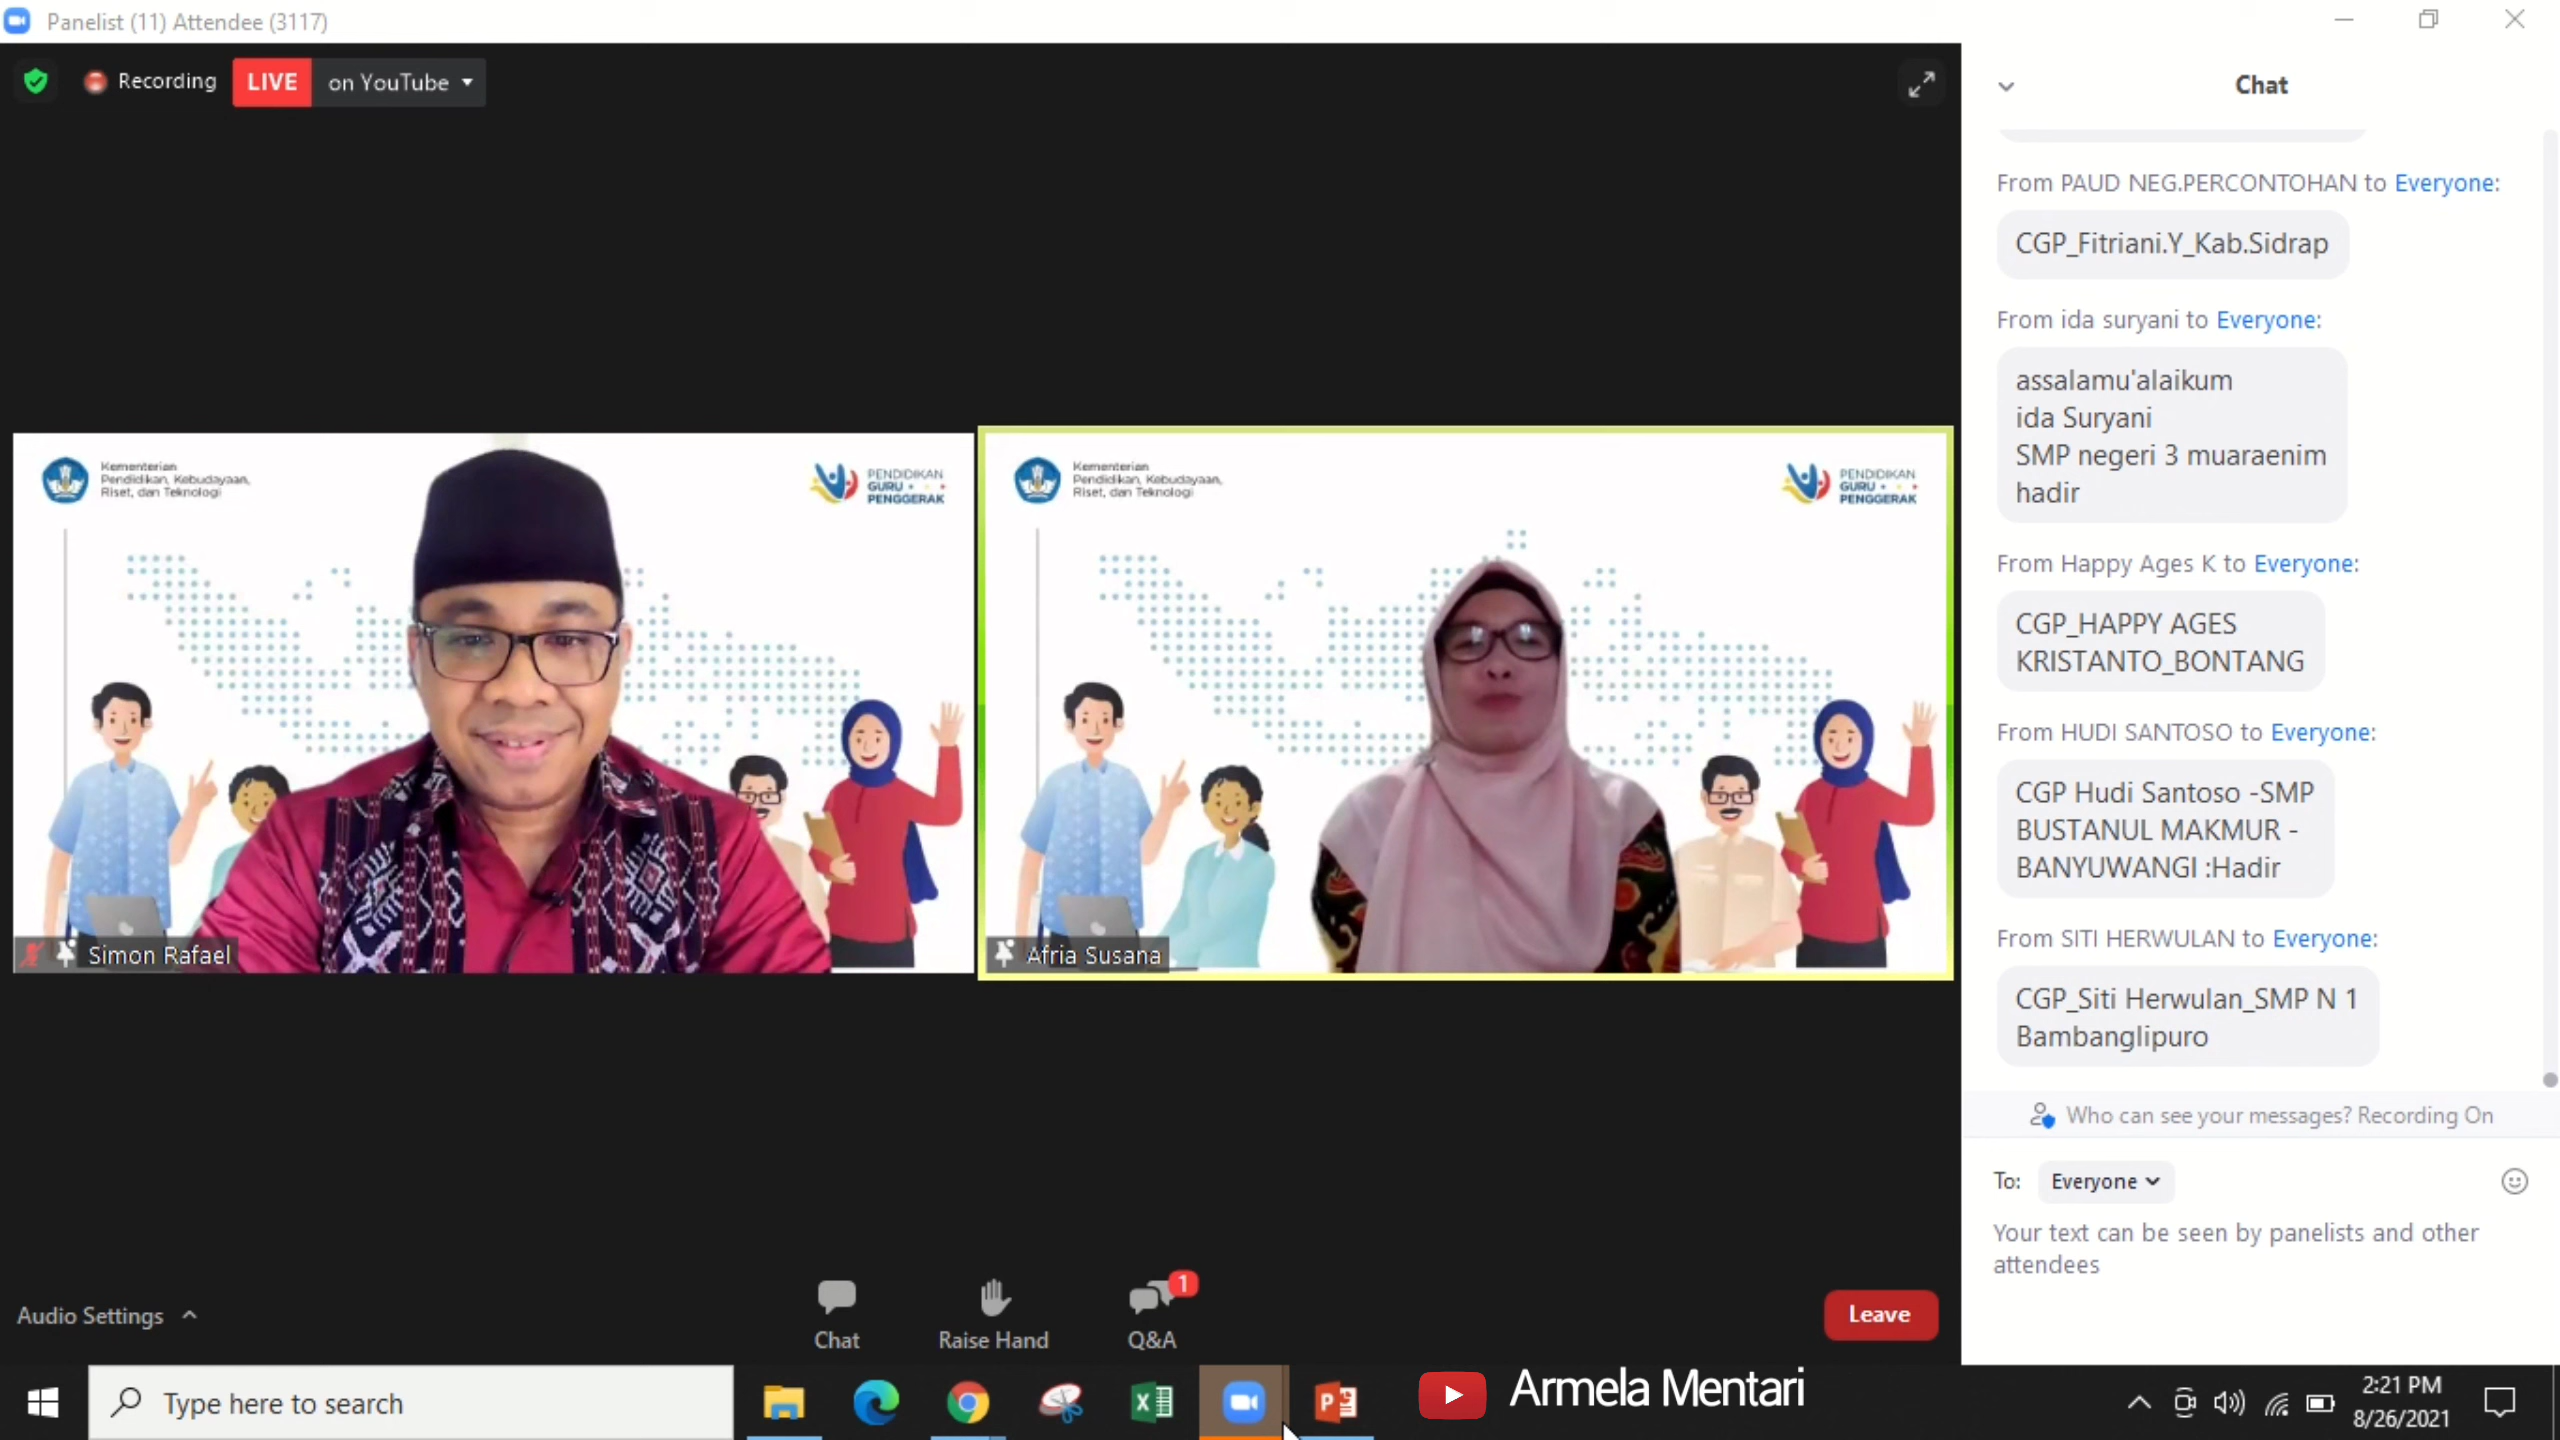 Panelist (11) Attendee (3117)
Recording
LIVE
on YouTube
Chat
From PAUD NEG.PERCONTOHAN to Everyone:
CGP_Fitriani.Y_Kab.Sidrap
From ida suryani to Everyone:
assalamu'alaikum
ida Suryani
SMP negeri 3 muaraenim
hadir
From Happy Ages K to Everyone:
CGP_HAPPY AGES
KRISTANTO_BONTANG
From HUDI SANTOSO to Everyone:
CGP Hudi Santoso -SMP
BUSTANUL MAKMUR -
BANYUWANGI :Hadir
From SITI HERWULAN to Everyone:
CGP_Siti Herwulan_SMP N 1
Bambanglipuro
Who can see your messages? Recording On
To: Everyone
Your text can be seen by panelists and other
attendees
Kementerian
Pendidikan, Kebudayaan,
Riset, dan Teknologi
PENDIDIKAN
GURU
PENGGERAK
Simon Rafael
Kementerian
Pendidikan, Kebudayaan,
Riset, dan Teknologi
PENDIDIKAN
GURU
PENGGERAK
Afria Susana
Audio Settings
Chat
Raise Hand
1
Q&A
Leave
Type here to search
Armela Mentari
2:21 PM
8/26/2021